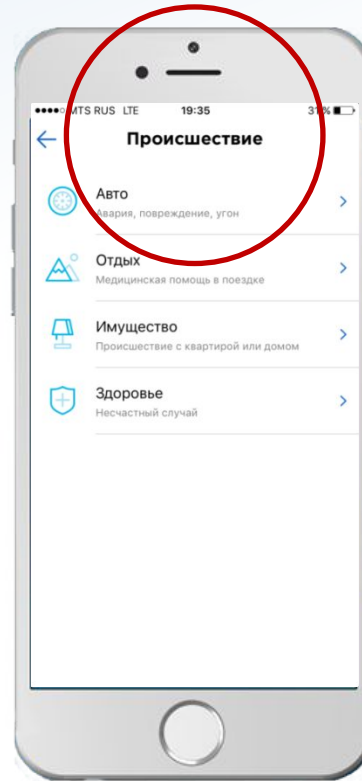 MTS RUS LTE 19:35 31%
Происшествие
Авто
Авария, повреждение, угон
Отдых
Медицинская помощь в поездке
Имущество
Происшествие с квартирой или домом
Здоровье
Несчастный случай